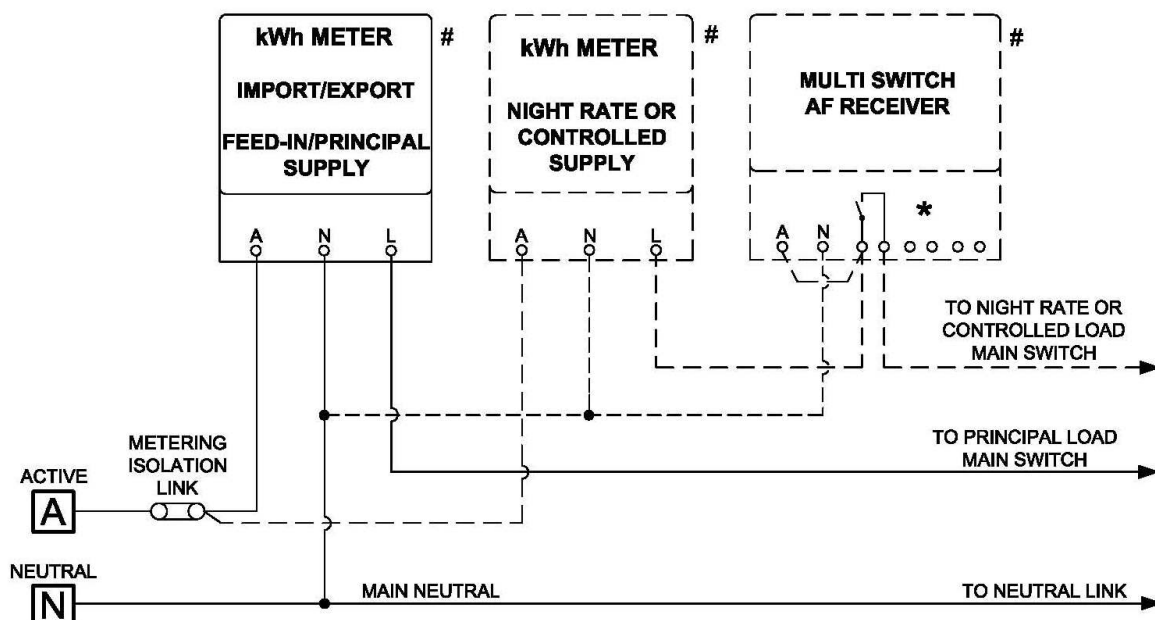 kWh METER
#
IMPORT/EXPORT
FEED-IN/PRINCIPAL
SUPPLY
A N L
kWh METER
#
NIGHT RATE OR
CONTROLLED
SUPPLY
A N L
MULTI SWITCH
AF RECEIVER
#
*
A N
TO NIGHT RATE OR
CONTROLLED LOAD
MAIN SWITCH
TO PRINCIPAL LOAD
MAIN SWITCH
METERING
ISOLATION
LINK
ACTIVE
A
NEUTRAL
N
MAIN NEUTRAL
TO NEUTRAL LINK